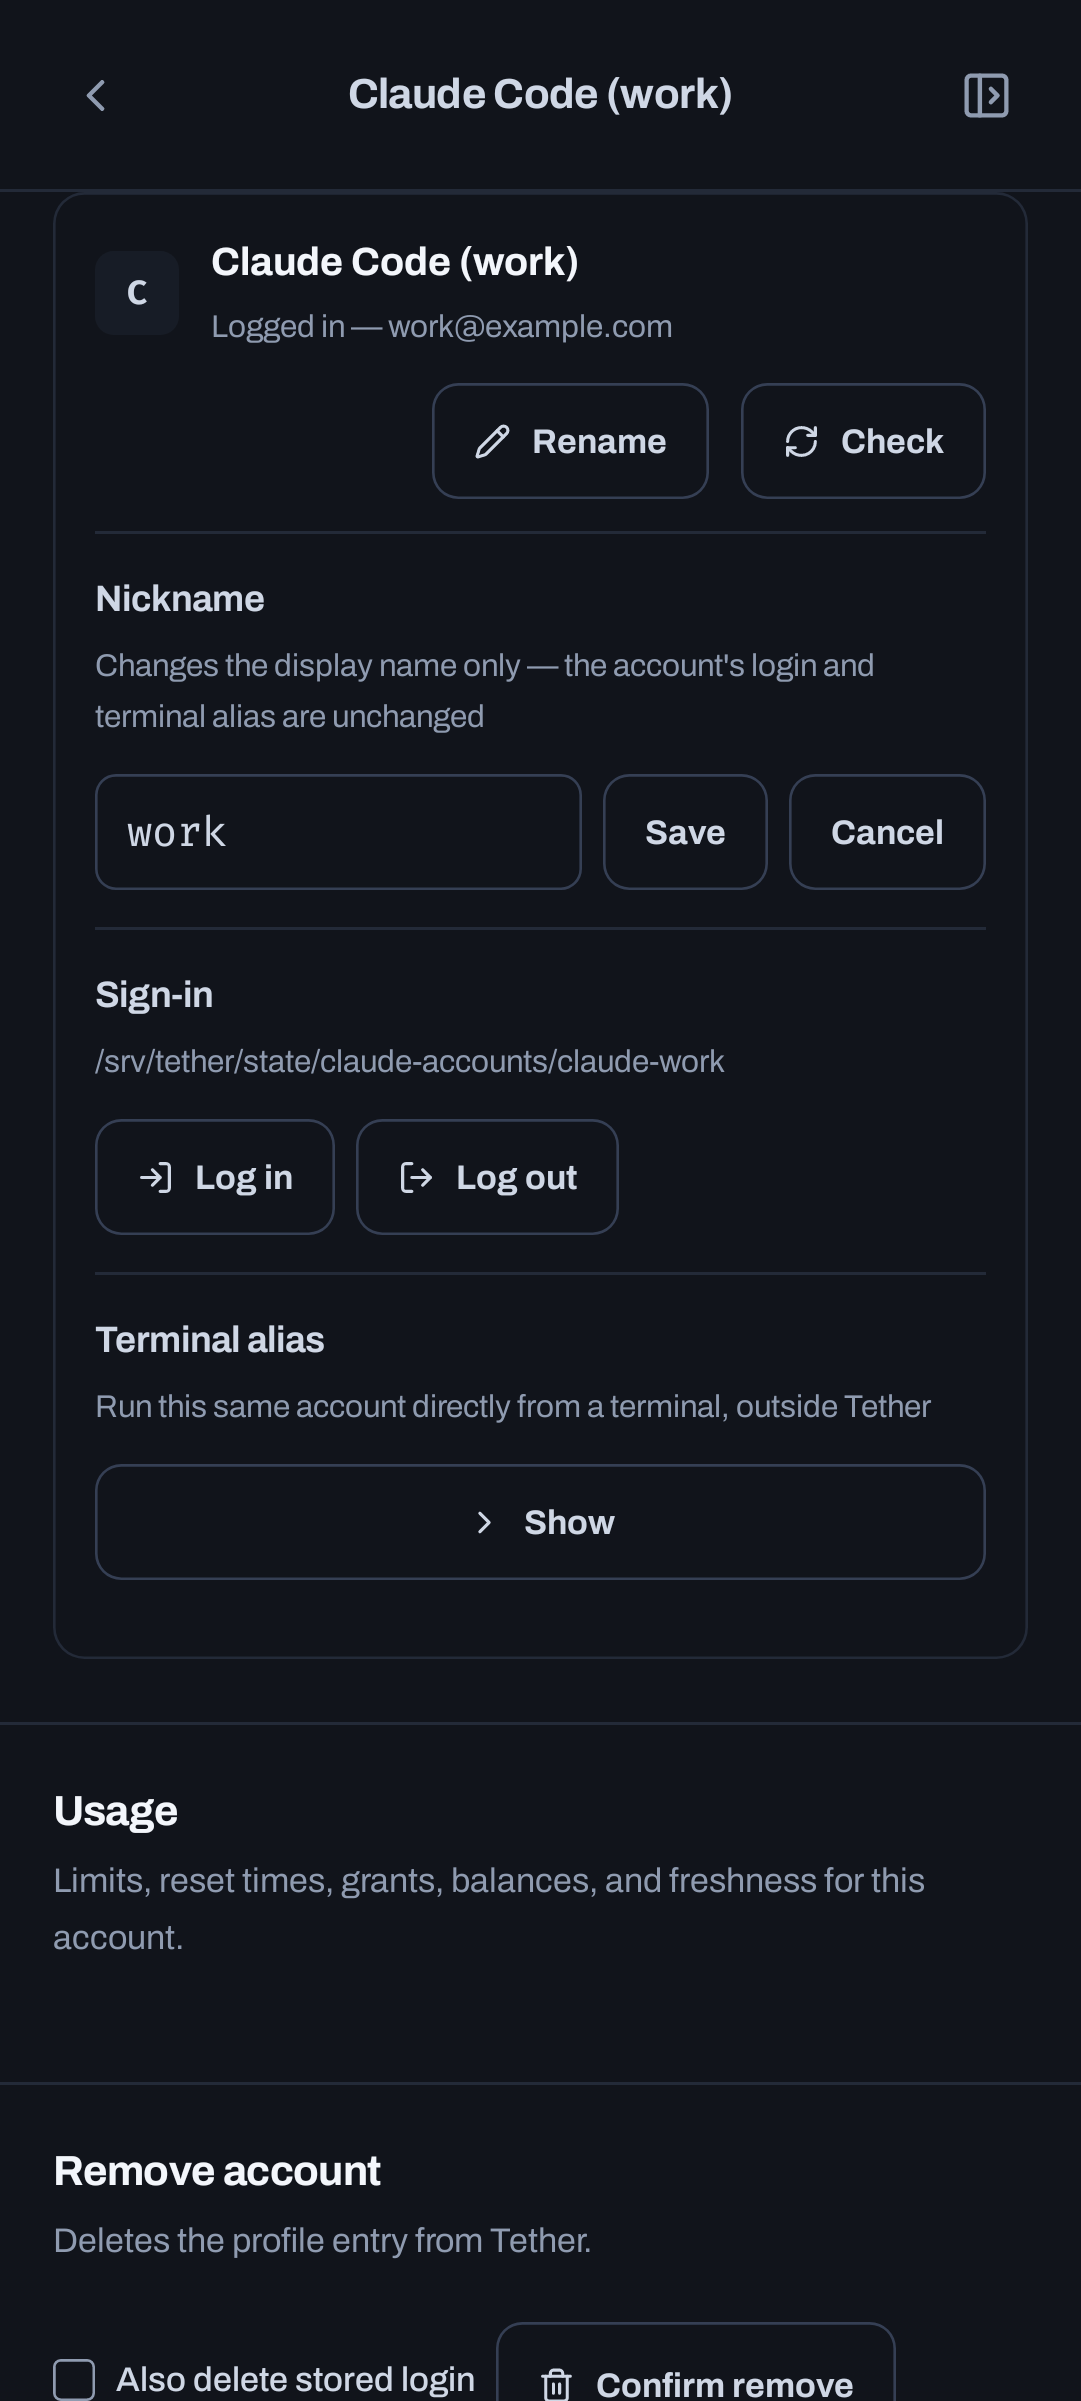 Claude Code (work)
C
Claude Code (work)
Logged in — work@example.com
Rename
Check
Nickname
Changes the display name only — the account's login and
terminal alias are unchanged
work
Save
Cancel
Sign-in
/srv/tether/state/claude-accounts/claude-work
Log in
Log out
Terminal alias
Run this same account directly from a terminal, outside Tether
Show
Usage
Limits, reset times, grants, balances, and freshness for this
account.
Remove account
Deletes the profile entry from Tether.
Also delete stored login
Confirm remove